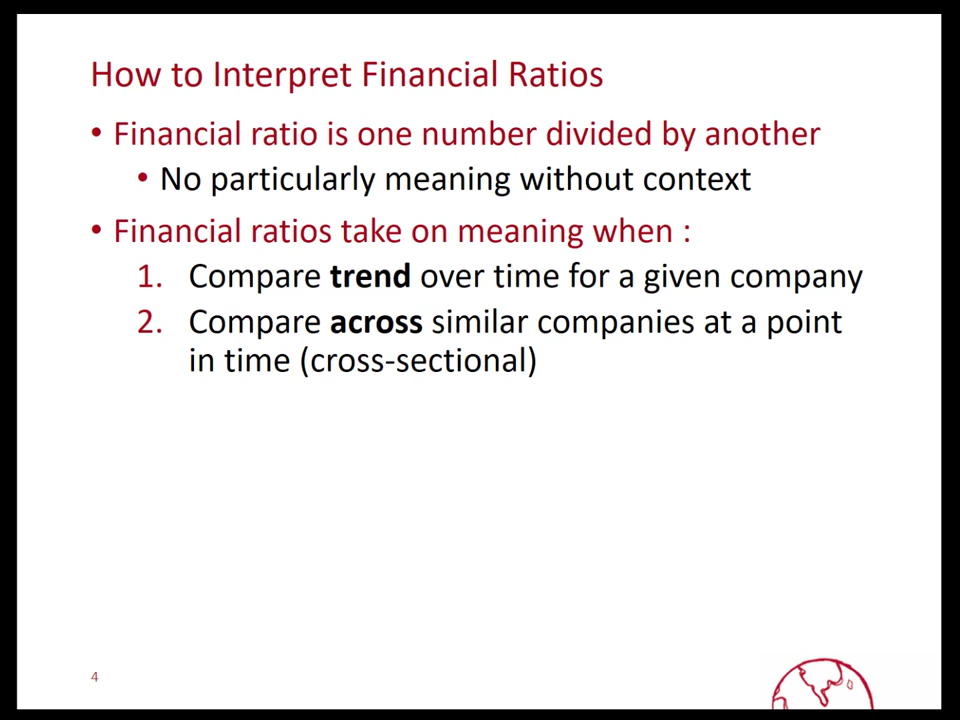 How to Interpret Financial Ratios
• Financial ratio is one number divided by another
• No particularly meaning without context
• Financial ratios take on meaning when :
1. Compare trend over time for a given company
2. Compare across similar companies at a point
in time (cross-sectional)
4